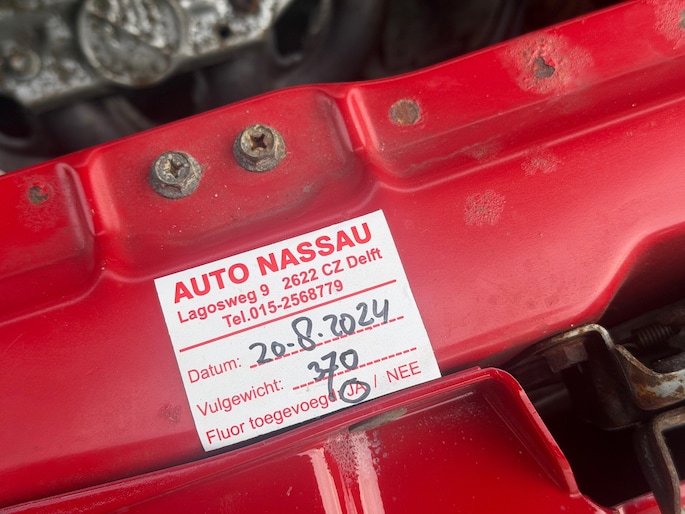 AUTO NASSAU
Lagosweg 9 2622 CZ Delft
Tel.015-2568779
Datum: 20.8.2024
Vulgewicht: 370
Fluor toegevoegd JA / NEE